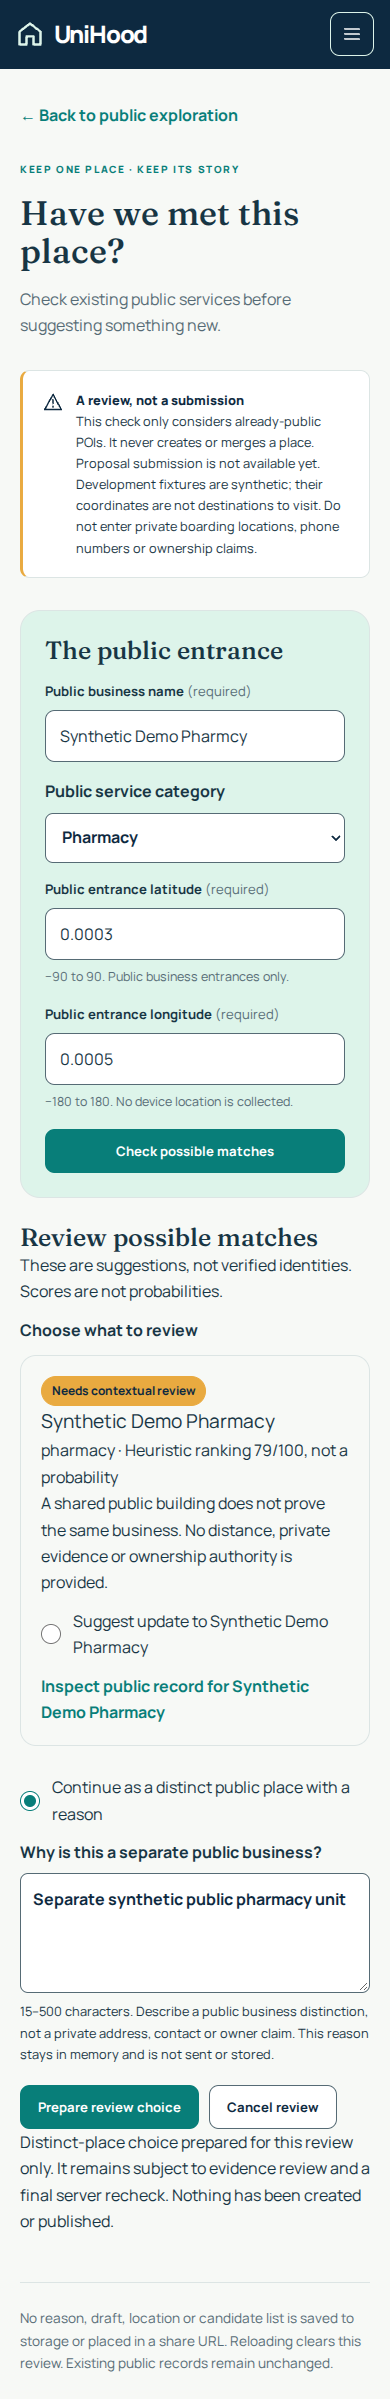 UniHood
← Back to public exploration
KEEP ONE PLACE · KEEP ITS STORY
Have we met this
place?
Check existing public services before
suggesting something new.
A review, not a submission
This check only considers already-public
POIs. It never creates or merges a place.
Proposal submission is not available yet.
Development fixtures are synthetic; their
coordinates are not destinations to visit. Do
not enter private boarding locations, phone
numbers or ownership claims.
The public entrance
Public business name (required)
Synthetic Demo Pharmcy
Public service category
Pharmacy
Public entrance latitude (required)
0.0003
−90 to 90. Public business entrances only.
Public entrance longitude (required)
0.0005
−180 to 180. No device location is collected.
Check possible matches
Review possible matches
These are suggestions, not verified identities.
Scores are not probabilities.
Choose what to review
Needs contextual review
Synthetic Demo Pharmacy
pharmacy · Heuristic ranking 79/100, not a
probability
A shared public building does not prove
the same business. No distance, private
evidence or ownership authority is
provided.
Suggest update to Synthetic Demo
Pharmacy
Inspect public record for Synthetic
Demo Pharmacy
Continue as a distinct public place with a
reason
Why is this a separate public business?
Separate synthetic public pharmacy unit
15–500 characters. Describe a public business distinction,
not a private address, contact or owner claim. This reason
stays in memory and is not sent or stored.
Prepare review choice
Cancel review
Distinct-place choice prepared for this review
only. It remains subject to evidence review and a
final server recheck. Nothing has been created
or published.
No reason, draft, location or candidate list is saved to
storage or placed in a share URL. Reloading clears this
review. Existing public records remain unchanged.